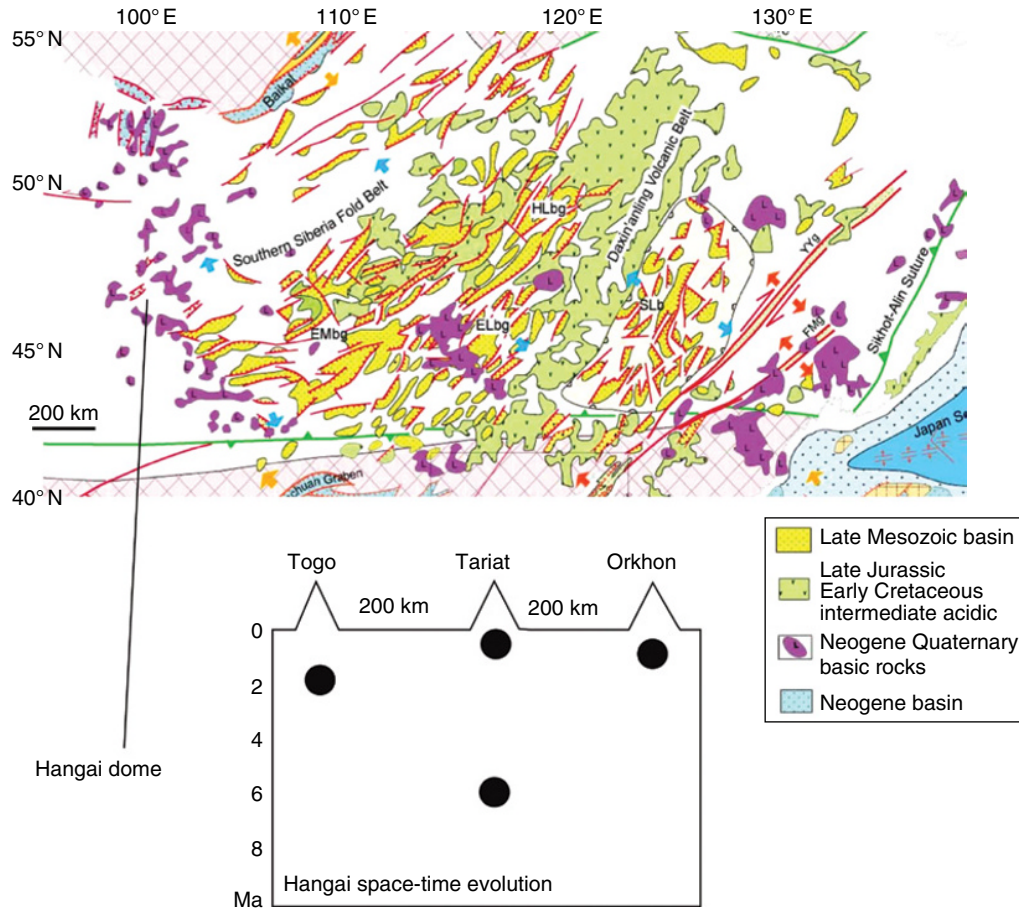 100° E 110° E 120° E 130° E
55° N
Baikal
50° N
Southern Siberia Fold Belt
HLbg
Daxin'anling Volcanic Belt
YYg
SLb
EMbg
ELbg
FMg
Sikhot-Alin Suture
45° N
200 km
Japan Se
40° N
chuan Graben
Hangai dome
Late Mesozoic basin
Late Jurassic
Early Cretaceous
intermediate acidic
Neogene Quaternary
basic rocks
Neogene basin
Togo Tariat Orkhon
200 km 200 km
0
2
4
6
8
Ma
Hangai space-time evolution